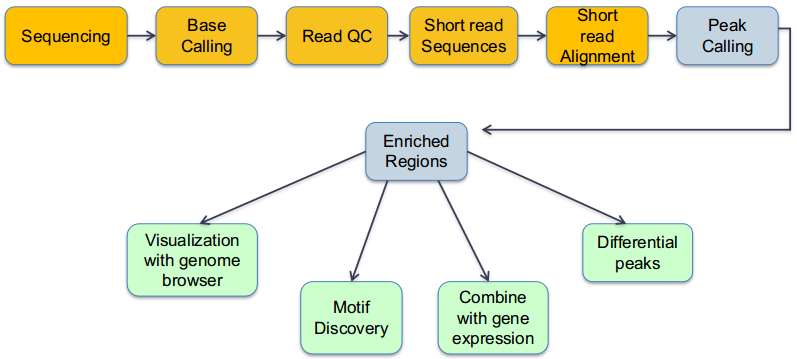 Sequencing
Base
Calling
Read QC
Short read
Sequences
Short
read
Alignment
Peak
Calling
Enriched
Regions
Visualization
with genome
browser
Motif
Discovery
Combine
with gene
expression
Differential
peaks